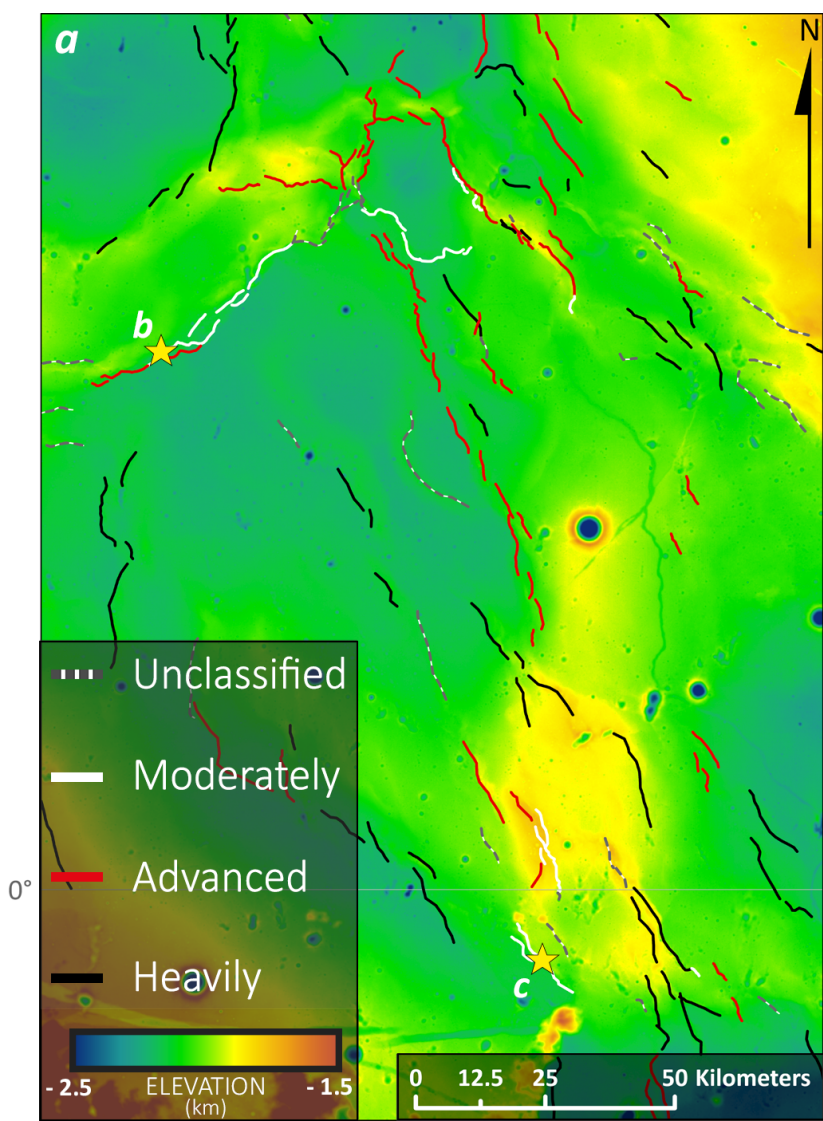 a
N
b
Unclassified
Moderately
Advanced
0°
Heavily
c
- 2.5 ELEVATION - 1.5
(km)
0 12.5 25 50 Kilometers